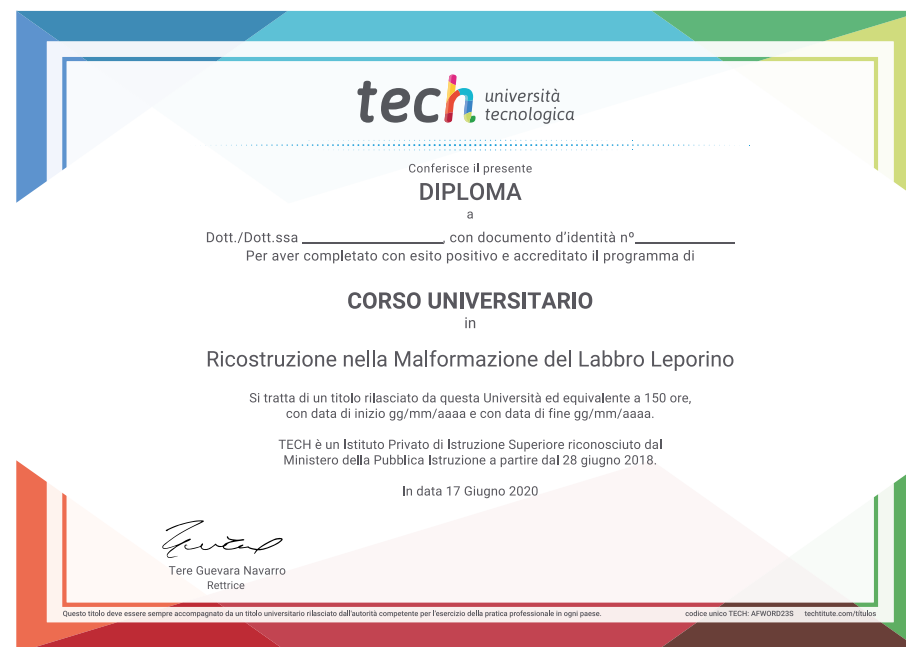 tech università
tecnologica
Conferisce il presente
DIPLOMA
a
Dott./Dott.ssa ________________, con documento d'identità nº____________
Per aver completato con esito positivo e accreditato il programma di
CORSO UNIVERSITARIO
in
Ricostruzione nella Malformazione del Labbro Leporino
Si tratta di un titolo rilasciato da questa Università ed equivalente a 150 ore,
con data di inizio gg/mm/aaaa e con data di fine gg/mm/aaaa.
TECH è un Istituto Privato di Istruzione Superiore riconosciuto dal
Ministero della Pubblica Istruzione a partire dal 28 giugno 2018.
In data 17 Giugno 2020
Tere Guevara Navarro
Rettrice
Questo titolo deve essere sempre accompagnato da un titolo universitario rilasciato dall'autorità competente per l'esercizio della pratica professionale in ogni paese. codice unico TECH: AFWORD23S techtitute.com/titulos